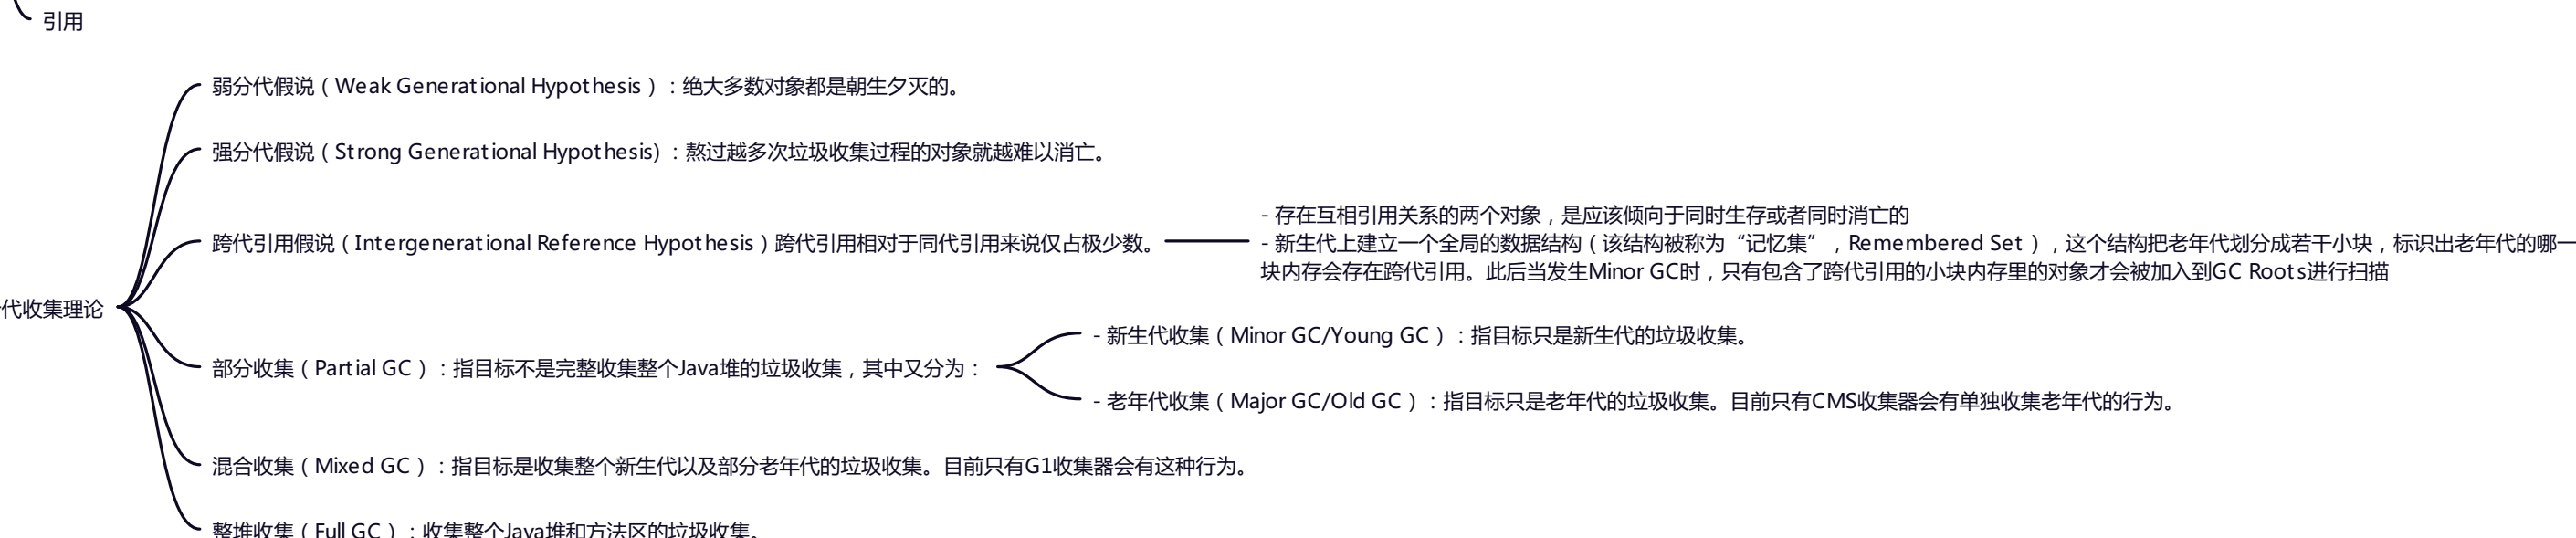 引用
弱分代假说（Weak Generational Hypothesis）：绝大多数对象都是朝生夕灭的。
强分代假说（Strong Generational Hypothesis)：熬过越多次垃圾收集过程的对象就越难以消亡。
跨代引用假说（Intergenerational Reference Hypothesis）跨代引用相对于同代引用来说仅占极少数。
- 存在互相引用关系的两个对象，是应该倾向于同时生存或者同时消亡的
- 新生代上建立一个全局的数据结构（该结构被称为“记忆集”，Remembered Set），这个结构把老年代划分成若干小块，标识出老年代的哪一
块内存会存在跨代引用。此后当发生Minor GC时，只有包含了跨代引用的小块内存里的对象才会被加入到GC Roots进行扫描
代收集理论
部分收集（Partial GC）：指目标不是完整收集整个Java堆的垃圾收集，其中又分为：
- 新生代收集（Minor GC/Young GC）：指目标只是新生代的垃圾收集。
- 老年代收集（Major GC/Old GC）：指目标只是老年代的垃圾收集。目前只有CMS收集器会有单独收集老年代的行为。
混合收集（Mixed GC）：指目标是收集整个新生代以及部分老年代的垃圾收集。目前只有G1收集器会有这种行为。
整堆收集（Full GC）：收集整个Java堆和方法区的垃圾收集。